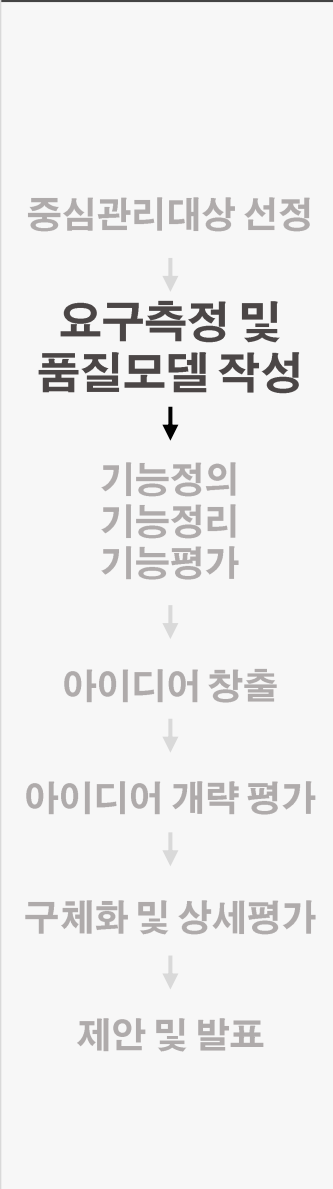 중심관리대상 선정
요구측정 및
품질모델 작성
기능정의
기능정리
기능평가
아이디어 창출
아이디어 개략 평가
구체화 및 상세평가
제안 및 발표